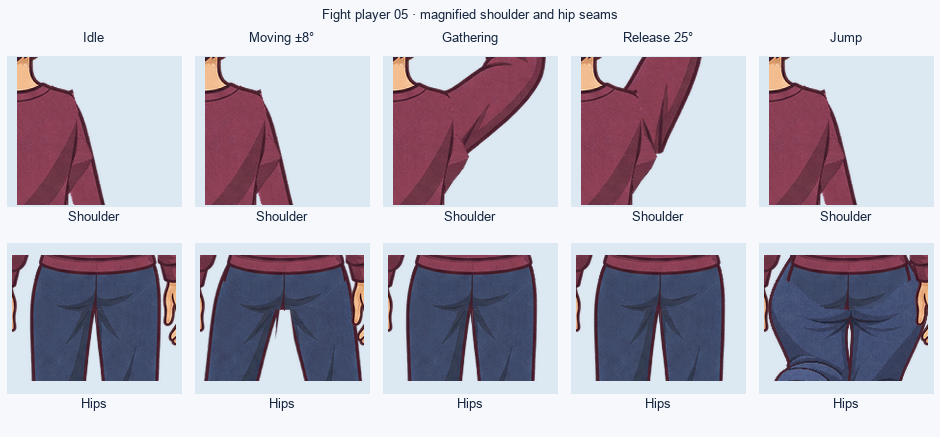 Fight player 05 · magnified shoulder and hip seams
Idle
Moving ±8°
Gathering
Release 25°
Jump
Shoulder
Shoulder
Shoulder
Shoulder
Shoulder
Hips
Hips
Hips
Hips
Hips